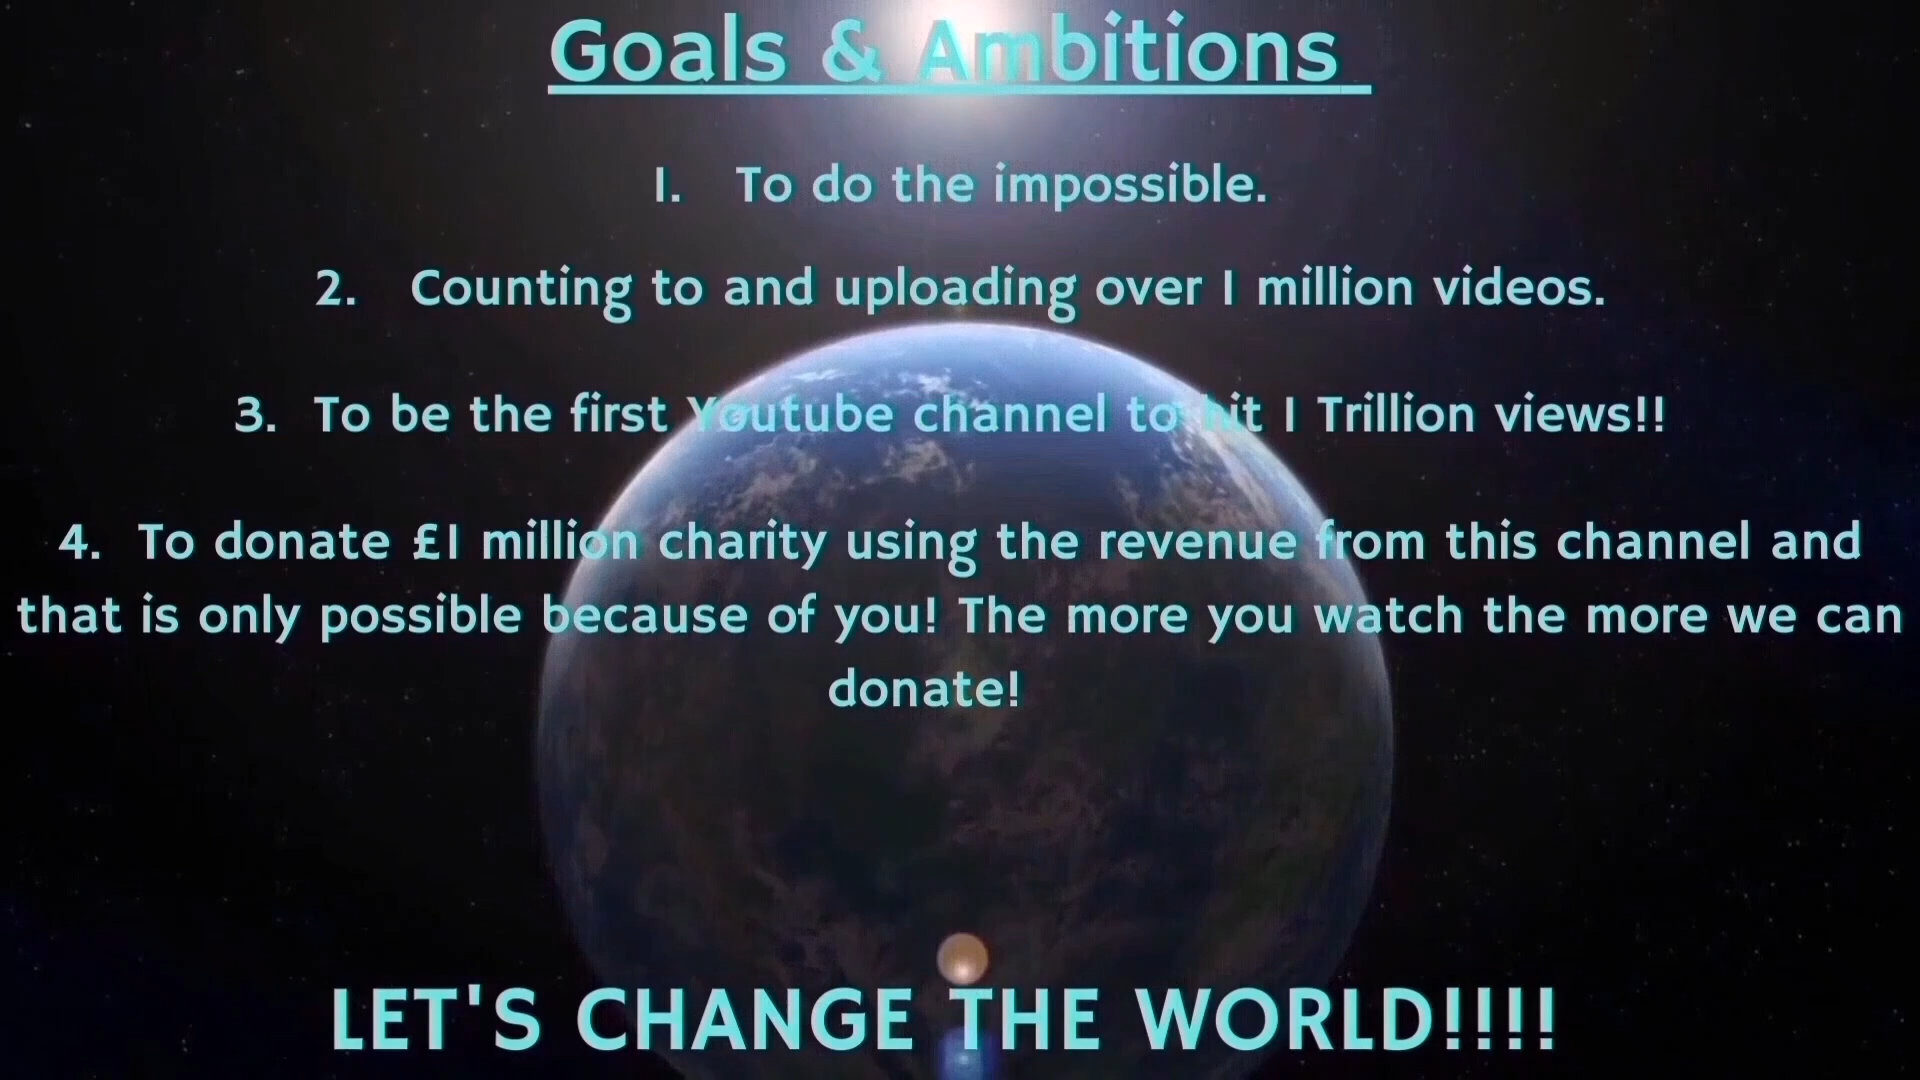 Goals & Ambitions
1. To do the impossible.
2. Counting to and uploading over 1 million videos.
3. To be the first Youtube channel to hit 1 Trillion views!!
4. To donate £1 million charity using the revenue from this channel and
that is only possible because of you! The more you watch the more we can
donate!
LET'S CHANGE THE WORLD!!!!